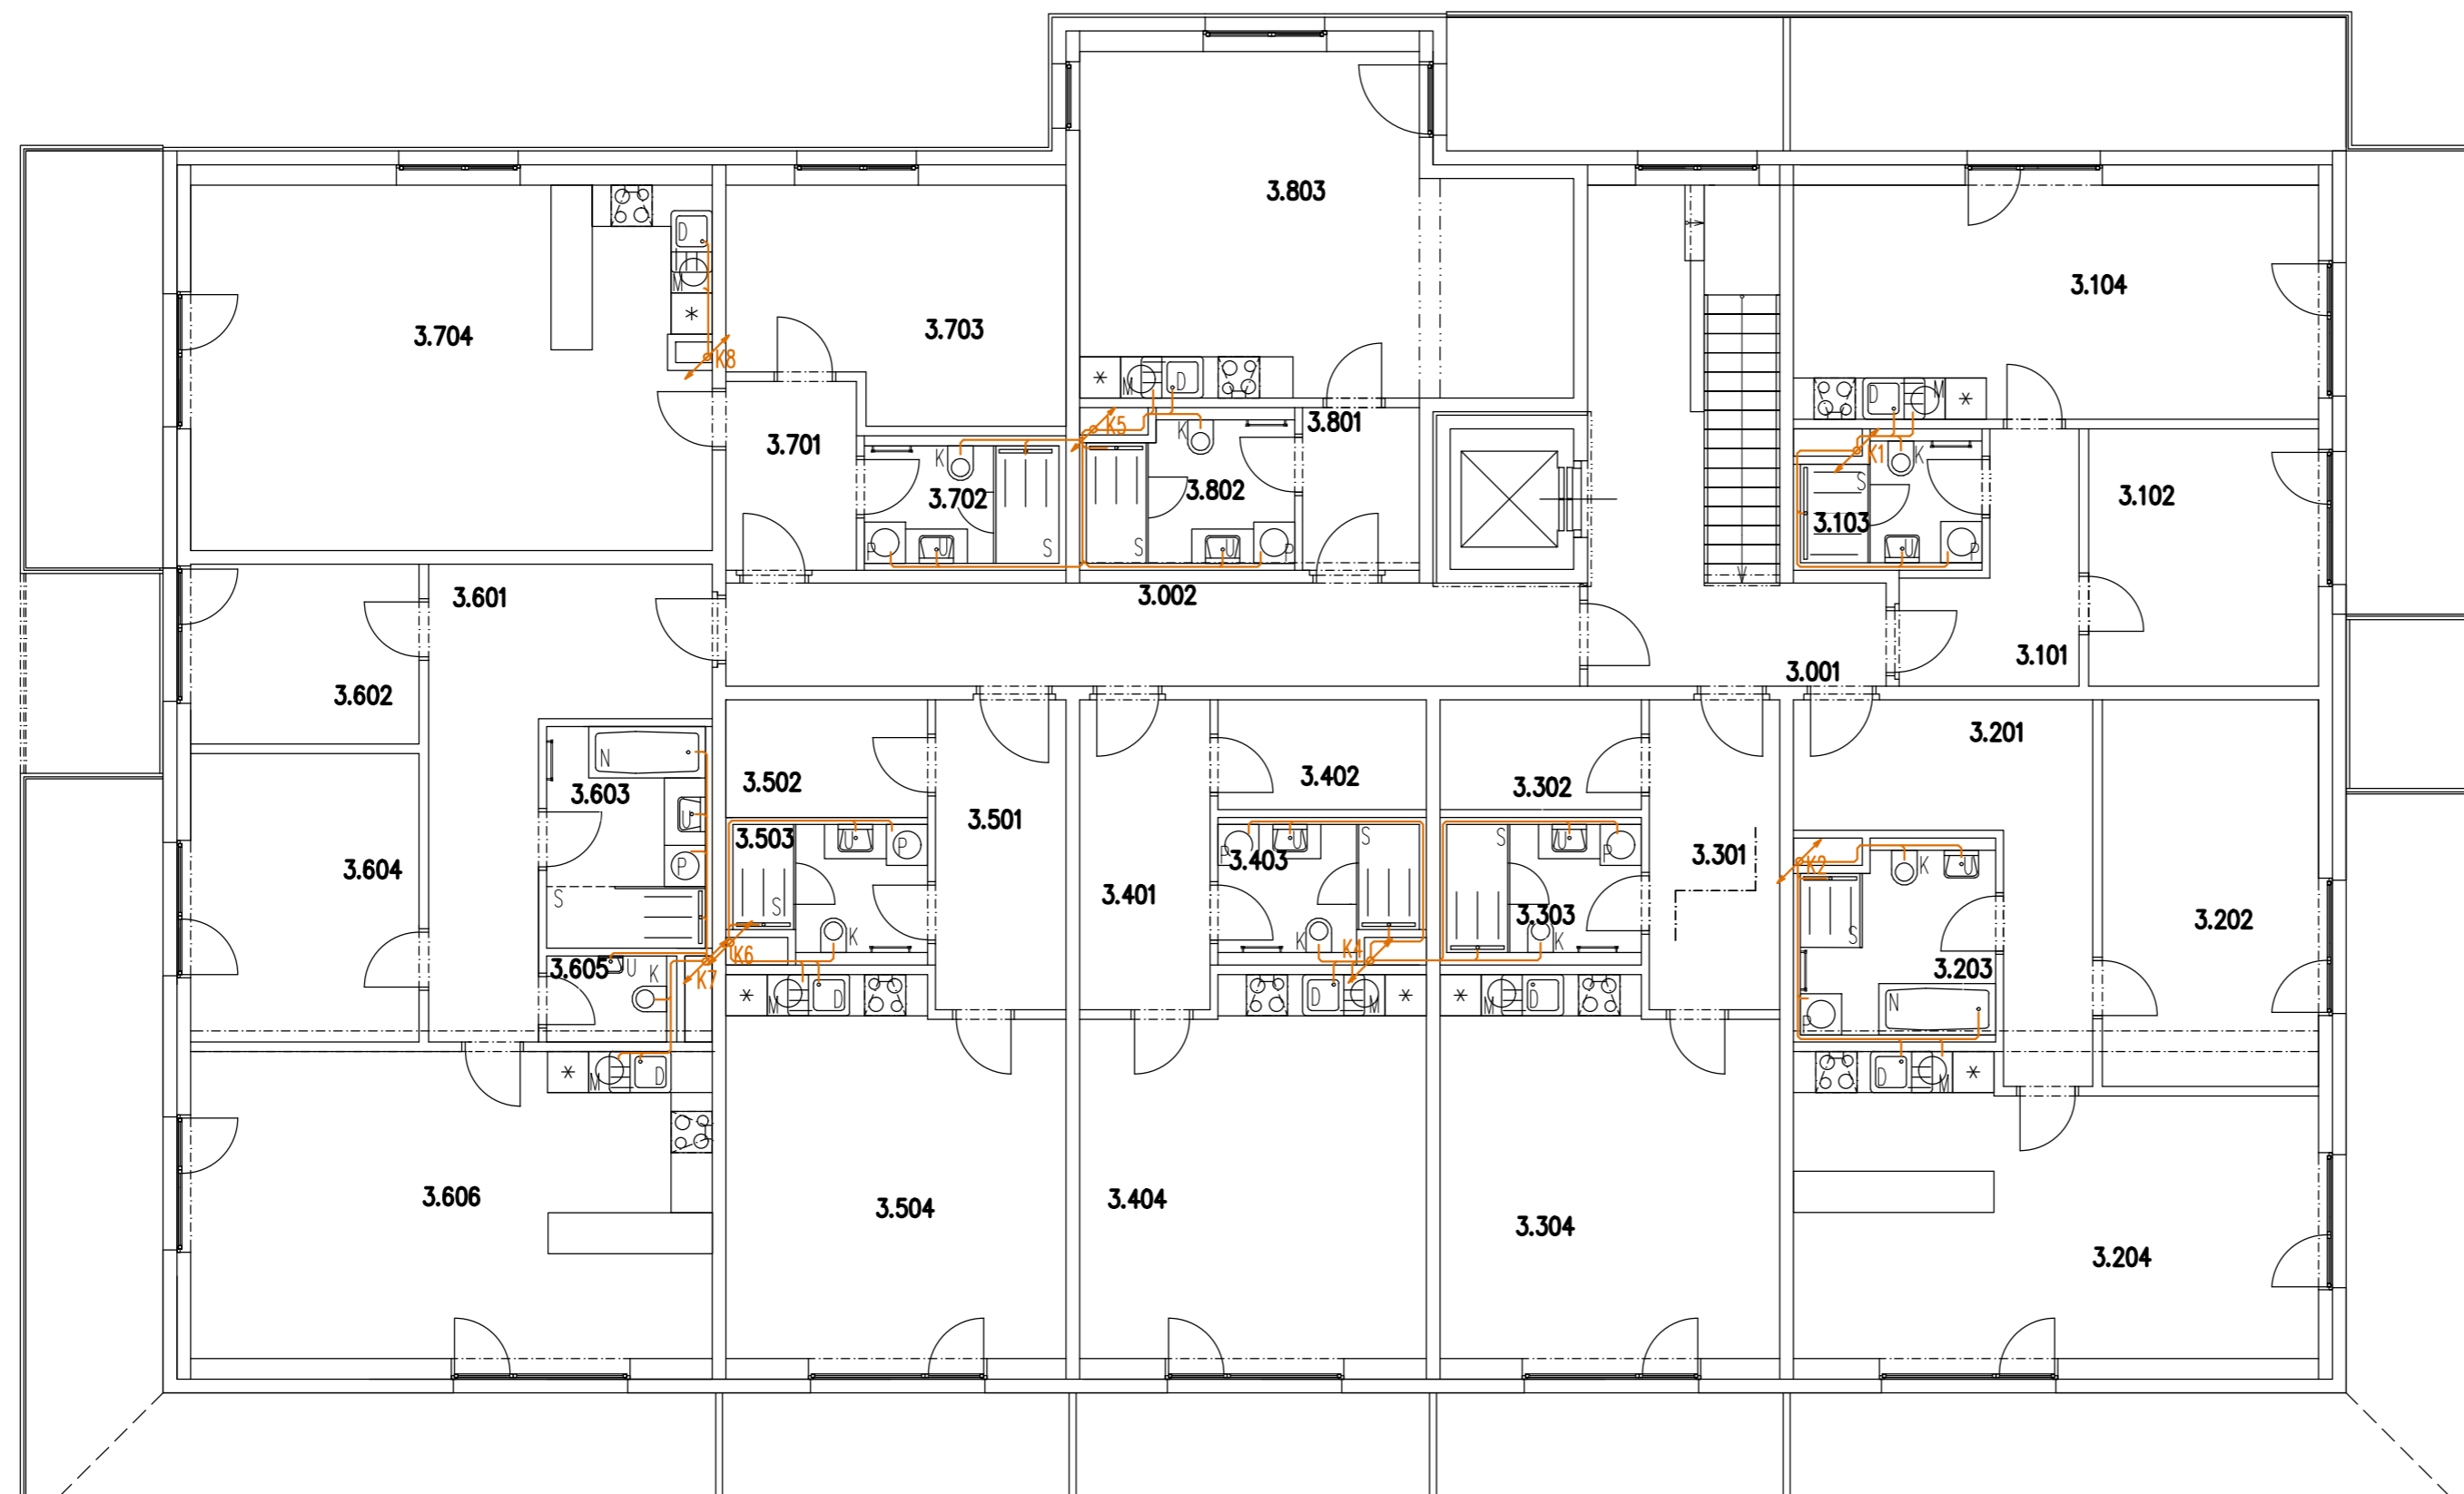 3.803
3.104
3.704
D
M
*
K8
3.703
* M D
D M *
3.701
K5
K
3.801
K1
K
S
3.702
K
P U S
3.802
S U P
3.103
U P
3.102
3.601
3.002
3.602
3.001
3.101
3.201
N
3.603
U
P
S
3.502
3.501
3.402
3.302
3.503
U P
S
K
K6
3.604
3.401
P U S
3.403
K
K4
S U P
3.303
K
3.301
K2
K U
S
3.203
N
P
3.202
3.605
U K
K7
* M D
D M *
* M D
* M D
D M *
3.606
3.504
3.404
3.304
3.204